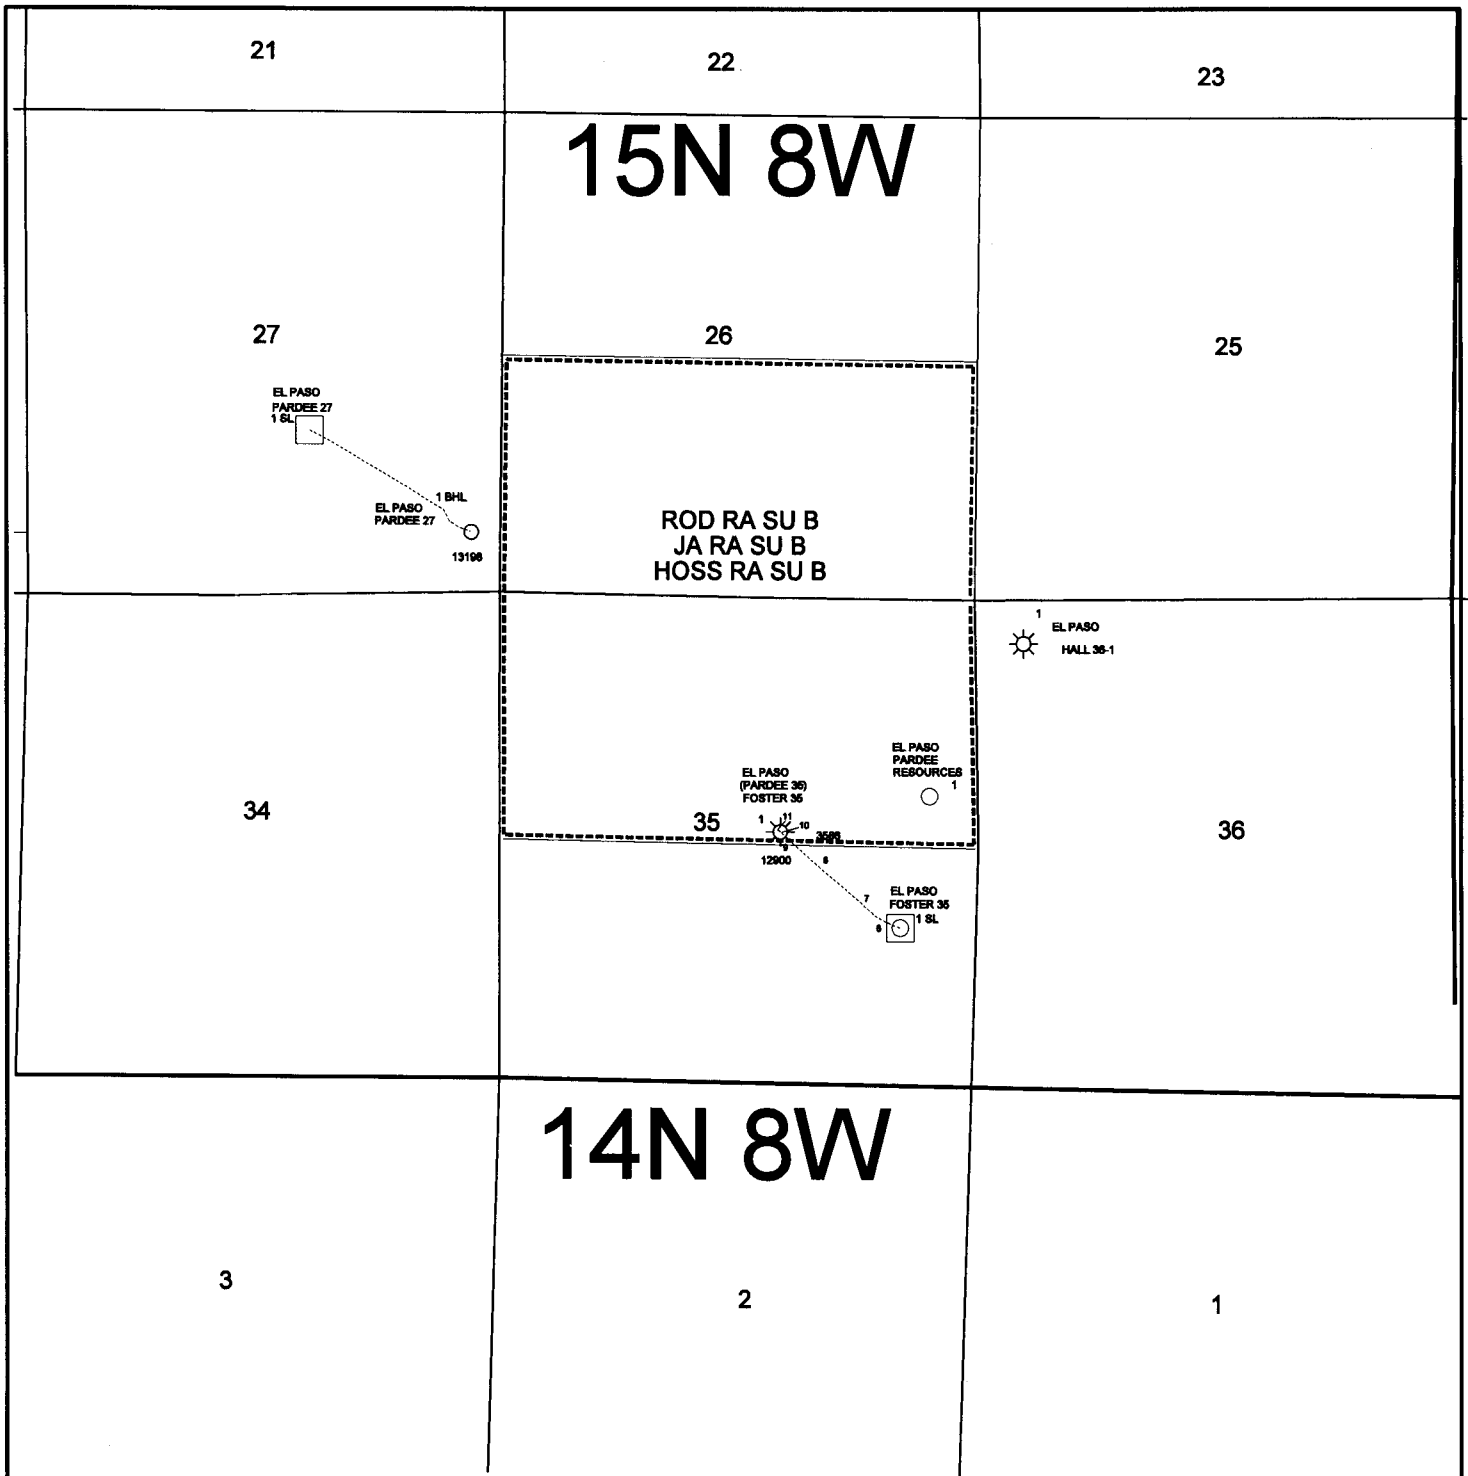 21
22
23
15N 8W
27
26
25
EL PASO
PARDEE 27
1 SL
1 BHL
EL PASO
PARDEE 27
13198
ROD RA SU B
JA RA SU B
HOSS RA SU B
1
EL PASO
HALL 36-1
EL PASO
PARDEE
RESOURCES
1
EL PASO
(PARDEE 35)
FOSTER 35
34
35
1
11
10
9
12900
36
8
7
6
EL PASO
FOSTER 35
1 SL
14N 8W
3
2
1